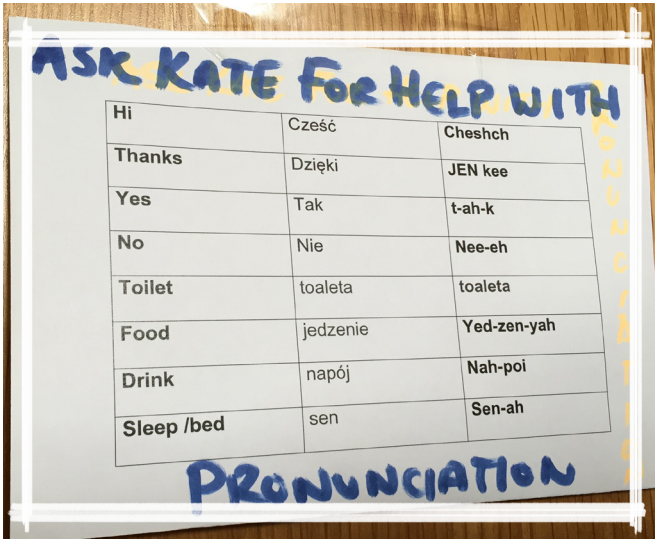 ASK KATE FOR HELP WITH
Hi Cześć Cheshch
Thanks Dzięki JEN kee
Yes Tak t-ah-k
No Nie Nee-eh
Toilet toaleta toaleta
Food jedzenie Yed-zen-yah
Drink napój Nah-poi
Sleep /bed sen Sen-ah
PRONUNCIATION